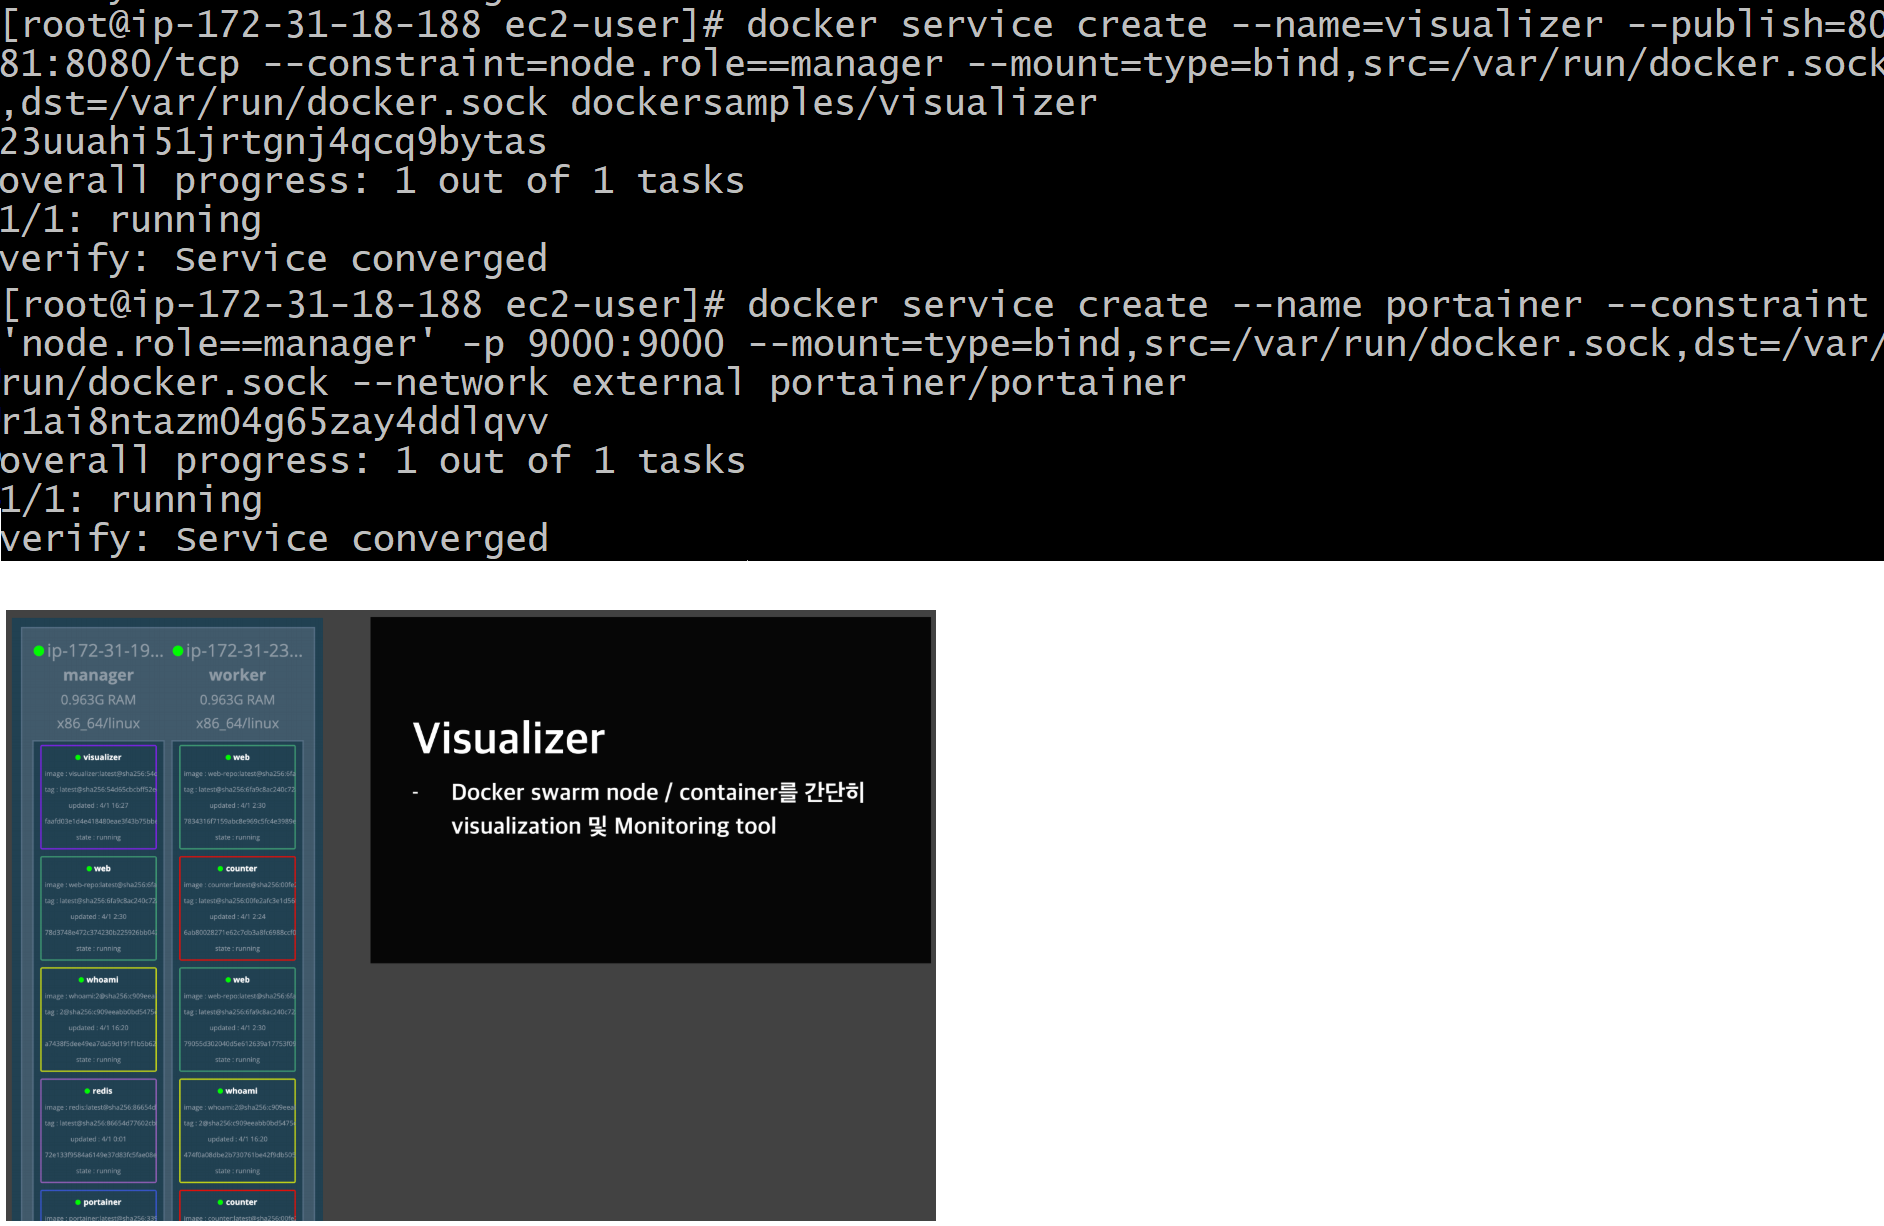 [root@ip-172-31-18-188 ec2-user]# docker service create --name=visualizer --publish=80
81:8080/tcp --constraint=node.role==manager --mount=type=bind,src=/var/run/docker.sock
,dst=/var/run/docker.sock dockersamples/visualizer
23uuahi51jrtgnj4qcq9bytas
overall progress: 1 out of 1 tasks
1/1: running
verify: Service converged
[root@ip-172-31-18-188 ec2-user]# docker service create --name portainer --constraint
'node.role==manager' -p 9000:9000 --mount=type=bind,src=/var/run/docker.sock,dst=/var/
run/docker.sock --network external portainer/portainer
r1ai8ntazm04g65zay4ddlqvv
overall progress: 1 out of 1 tasks
1/1: running
verify: Service converged
ip-172-31-19...
manager
0.963G RAM
x86_64/linux
visualizer
image : visualizer:latest@sha256:54
tag : latest@sha256:54d65cbcbff52e
updated : 4/1 16:27
state : running
web
image : web-repo:latest@sha256:6fa
tag : latest@sha256:6fa9c8ac240c72
updated : 4/1 2:30
state : running
whoami
image : whoami:2@sha256:c909eea
tag : 2@sha256:c909eeabb0bd5475
updated : 4/1 16:20
state : running
redis
image : redis:latest@sha256:86654d
tag : latest@sha256:86654d77602c
updated : 4/1 0:01
state : running
portainer
image : portainer:latest@sha256:339
ip-172-31-23...
worker
0.963G RAM
x86_64/linux
web
image : web-repo:latest@sha256:6fa
tag : latest@sha256:6fa9c8ac240c72
updated : 4/1 2:30
state : running
counter
image : counter:latest@sha256:00fe
tag : latest@sha256:00fe2afc3e1d56
updated : 4/1 2:24
state : running
web
image : web-repo:latest@sha256:6fa
tag : latest@sha256:6fa9c8ac240c72
updated : 4/1 2:30
state : running
whoami
image : whoami:2@sha256:c909eea
tag : 2@sha256:c909eeabb0bd5475
updated : 4/1 16:20
state : running
counter
image : counter:latest@sha256:00fe
Visualizer
- Docker swarm node / container를 간단히
visualization 및 Monitoring tool